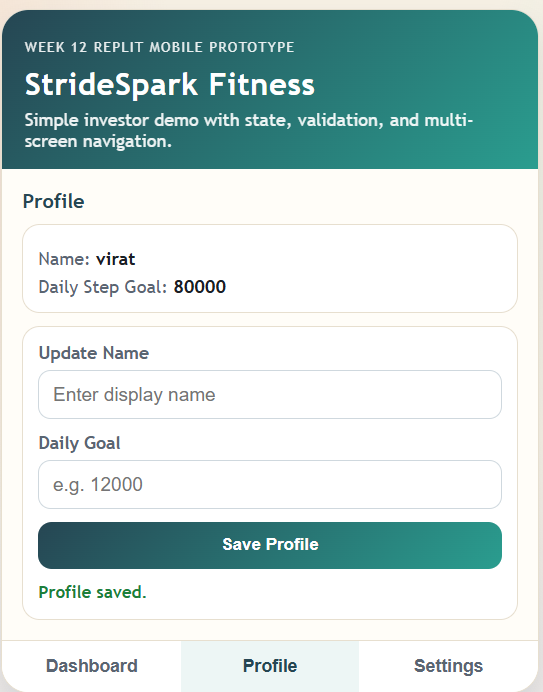 WEEK 12 REPLIT MOBILE PROTOTYPE
StrideSpark Fitness
Simple investor demo with state, validation, and multi-
screen navigation.
Profile
Name: virat
Daily Step Goal: 80000
Update Name
Enter display name
Daily Goal
e.g. 12000
Save Profile
Profile saved.
Dashboard Profile Settings